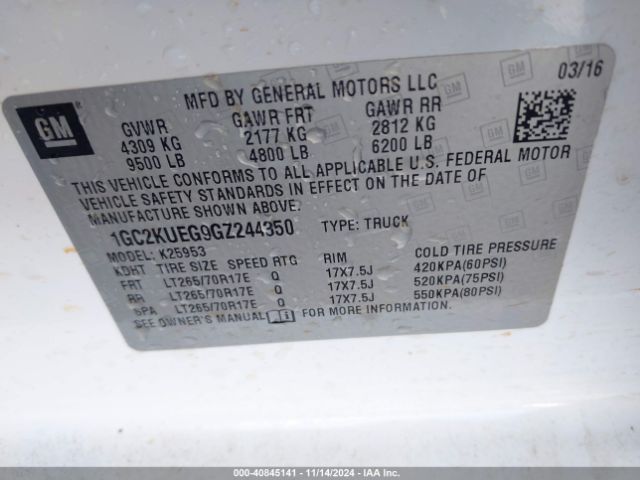 GM
MFD BY GENERAL MOTORS LLC
03/16
GVWR GAWR FRT GAWR RR
4309 KG 2177 KG 2812 KG
9500 LB 4800 LB 6200 LB
THIS VEHICLE CONFORMS TO ALL APPLICABLE U.S. FEDERAL MOTOR
VEHICLE SAFETY STANDARDS IN EFFECT ON THE DATE OF
MANUFACTURE SHOWN ABOVE.
1GC2KUEG9GZ244350 TYPE: TRUCK
MODEL: K25953
KDHT TIRE SIZE SPEED RTG RIM COLD TIRE PRESSURE
FRT LT265/70R17E Q 17X7.5J 420KPA(60PSI)
RR LT265/70R17E Q 17X7.5J 520KPA(75PSI)
SPA LT265/70R17E Q 17X7.5J 550KPA(80PSI)
SEE OWNER'S MANUAL FOR MORE INFORMATION.
000-40845141 - 11/14/2024 - IAA Inc.